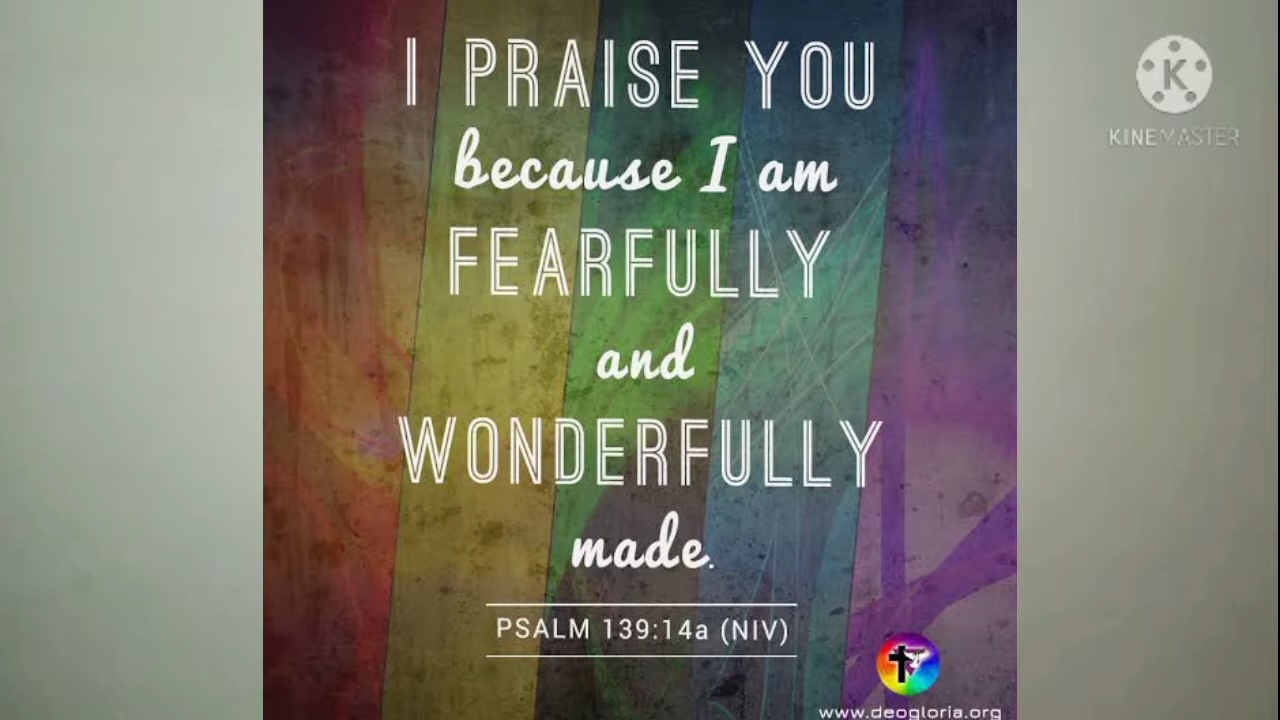 I PRAISE YOU
because I am
FEARFULLY
and
WONDERFULLY
made.
PSALM 139:14a (NIV)
www.deogloria.org
K
KINEMASTER